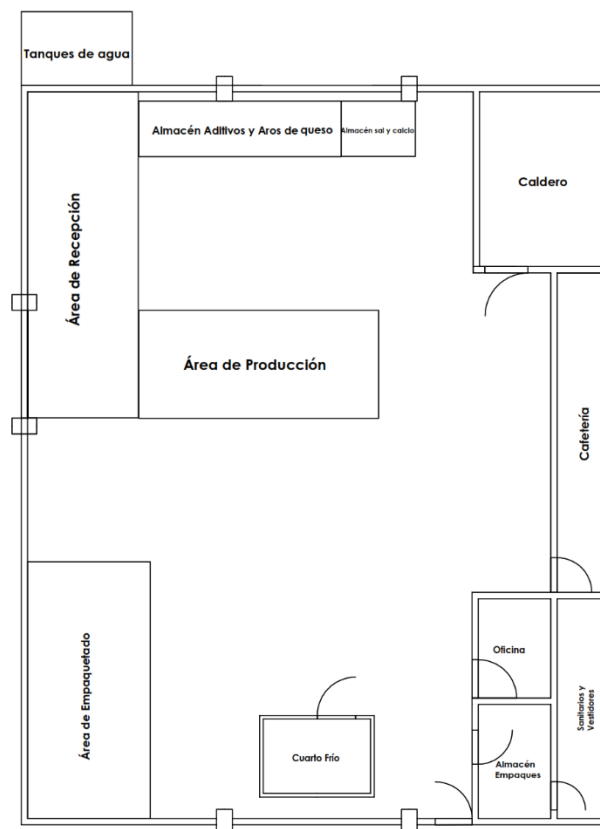 Tanques de agua
Almacén Aditivos y Aros de queso
Almacén sal y calcio
Caldero
Área de Recepción
Área de Producción
Cafetería
Área de Empaquetado
Oficina
Sanitarios y
Vestidores
Cuarto Frío
Almacén
Empaques